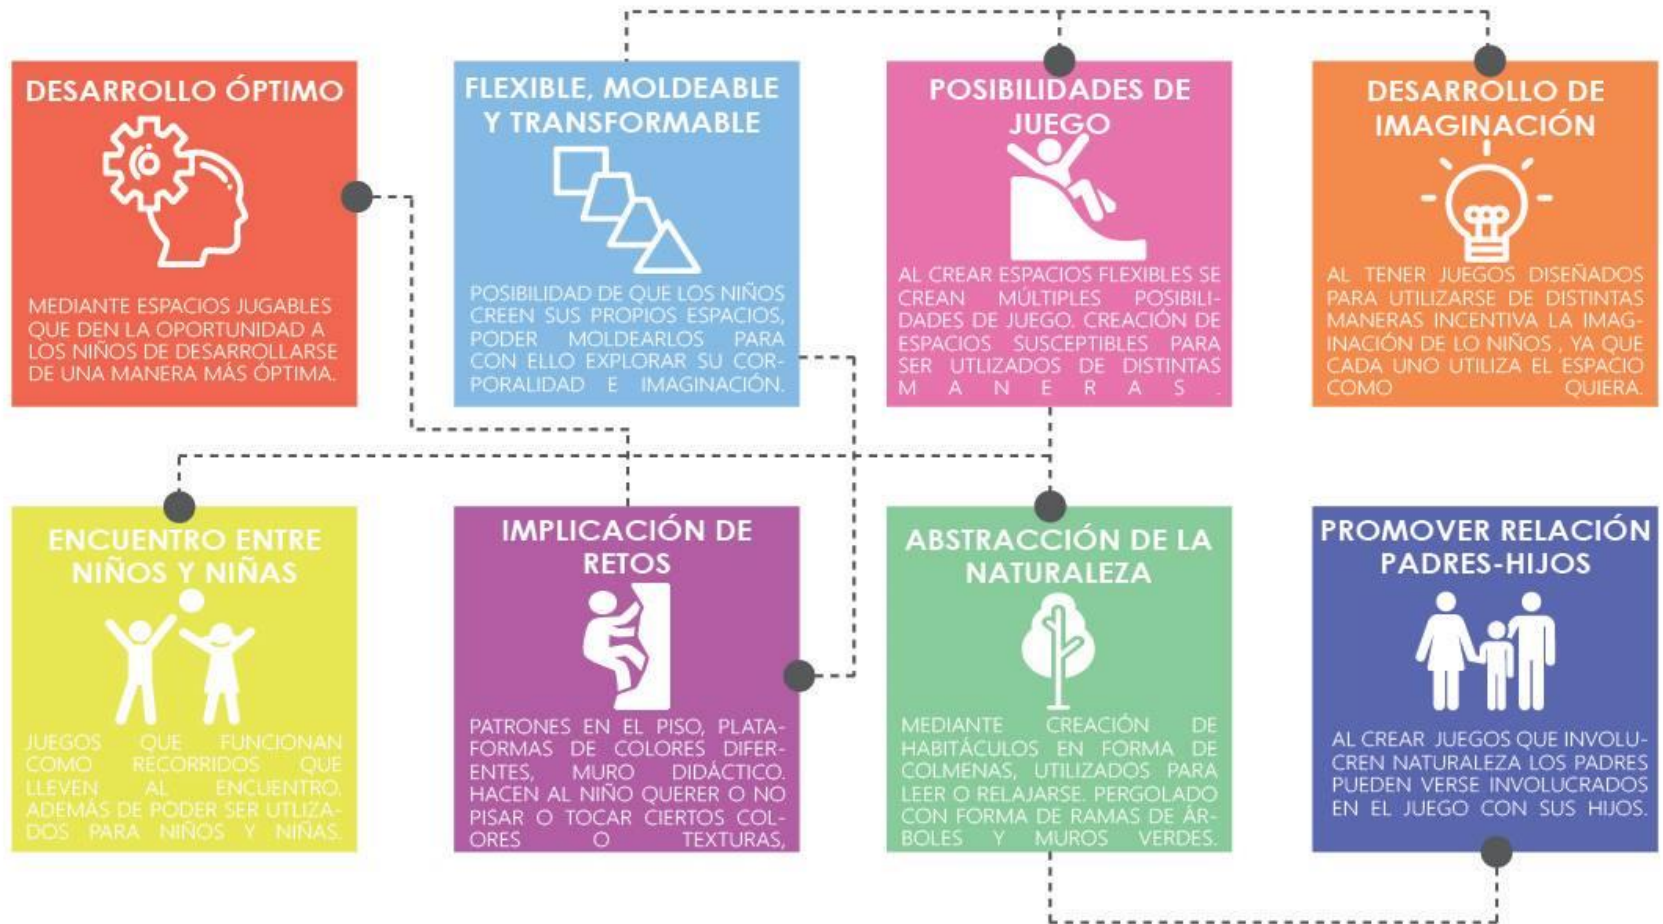 DESARROLLO ÓPTIMO
MEDIANTE ESPACIOS JUGABLES
QUE DEN LA OPORTUNIDAD A
LOS NIÑOS DE DESARROLLARSE
DE UNA MANERA MÁS ÓPTIMA.
FLEXIBLE, MOLDEABLE
Y TRANSFORMABLE
POSIBILIDAD DE QUE LOS NIÑOS
CREEN SUS PROPIOS ESPACIOS,
PODER MOLDEARLOS PARA
CON ELLO EXPLORAR SU COR-
PORALIDAD E IMAGINACIÓN.
POSIBILIDADES DE
JUEGO
AL CREAR ESPACIOS FLEXIBLES SE
CREAN MÚLTIPLES POSIBILI-
DADES DE JUEGO. CREACIÓN DE
ESPACIOS SUSCEPTIBLES PARA
SER UTLIZADOS DE DISTINTAS
MANERAS.
DESARROLLO DE
IMAGINACIÓN
AL TENER JUEGOS DISEÑADOS
PARA UTILIZARSE DE DISTINTAS
MANERAS INCENTIVA LA IMAG-
INACIÓN DE LO NIÑOS , YA QUE
CADA UNO UTILIZA EL ESPACIO
COMO QUIERA.
ENCUENTRO ENTRE
NIÑOS Y NIÑAS
JUEGOS QUE FUNCIONAN
COMO RECORRIDOS QUE
LLEVEN AL ENCUENTRO.
ADEMÁS DE PODER SER UTLIZA-
DOS PARA NIÑOS Y NIÑAS.
IMPLICACIÓN DE
RETOS
PATRONES EN EL PISO, PLATA-
FORMAS DE COLORES DIFER-
ENTES, MURO DIDÁCTICO.
HACEN AL NIÑO QUERER O NO
PISAR O TOCAR CIERTOS COL-
ORES O TEXTURAS,
ABSTRACCIÓN DE LA
NATURALEZA
MEDIANTE CREACIÓN DE
HABITÁCULOS EN FORMA DE
COLMENAS, UTILIZADOS PARA
LEER O RELAJARSE. PERGOLADO
CON FORMA DE RAMAS DE ÁR-
BOLES Y MUROS VERDES.
PROMOVER RELACIÓN
PADRES-HIJOS
AL CREAR JUEGOS QUE INVOLU-
CREN NATURALEZA LOS PADRES
PUEDEN VERSE INVOLUCRADOS
EN EL JUEGO CON SUS HIJOS.